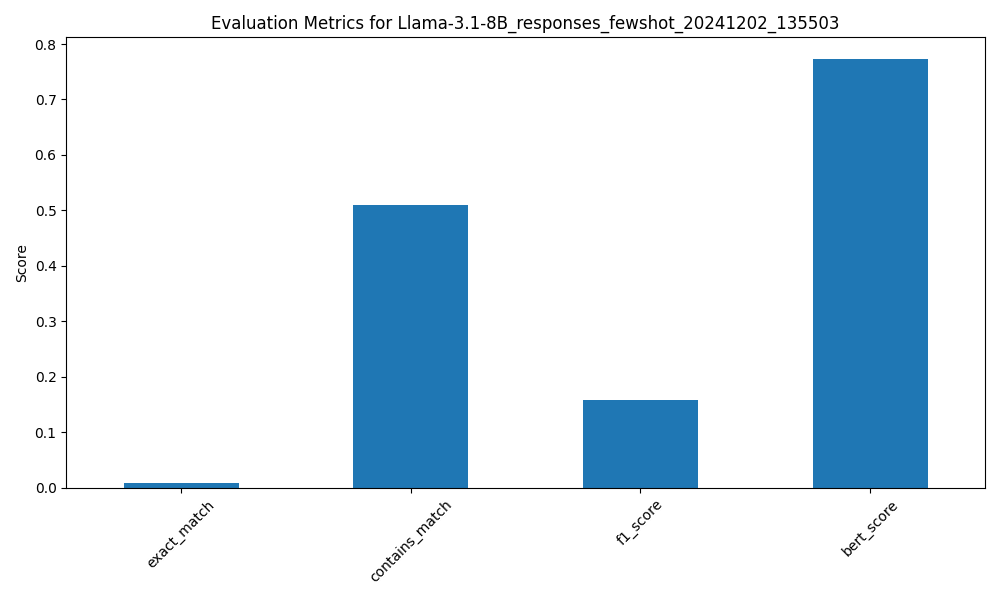 Evaluation Metrics for Llama-3.1-8B_responses_fewshot_20241202_135503
0.8
0.7
0.6
0.5
0.4
0.3
0.2
0.1
0.0
Score
exact_match
contains_match
f1_score
bert_score